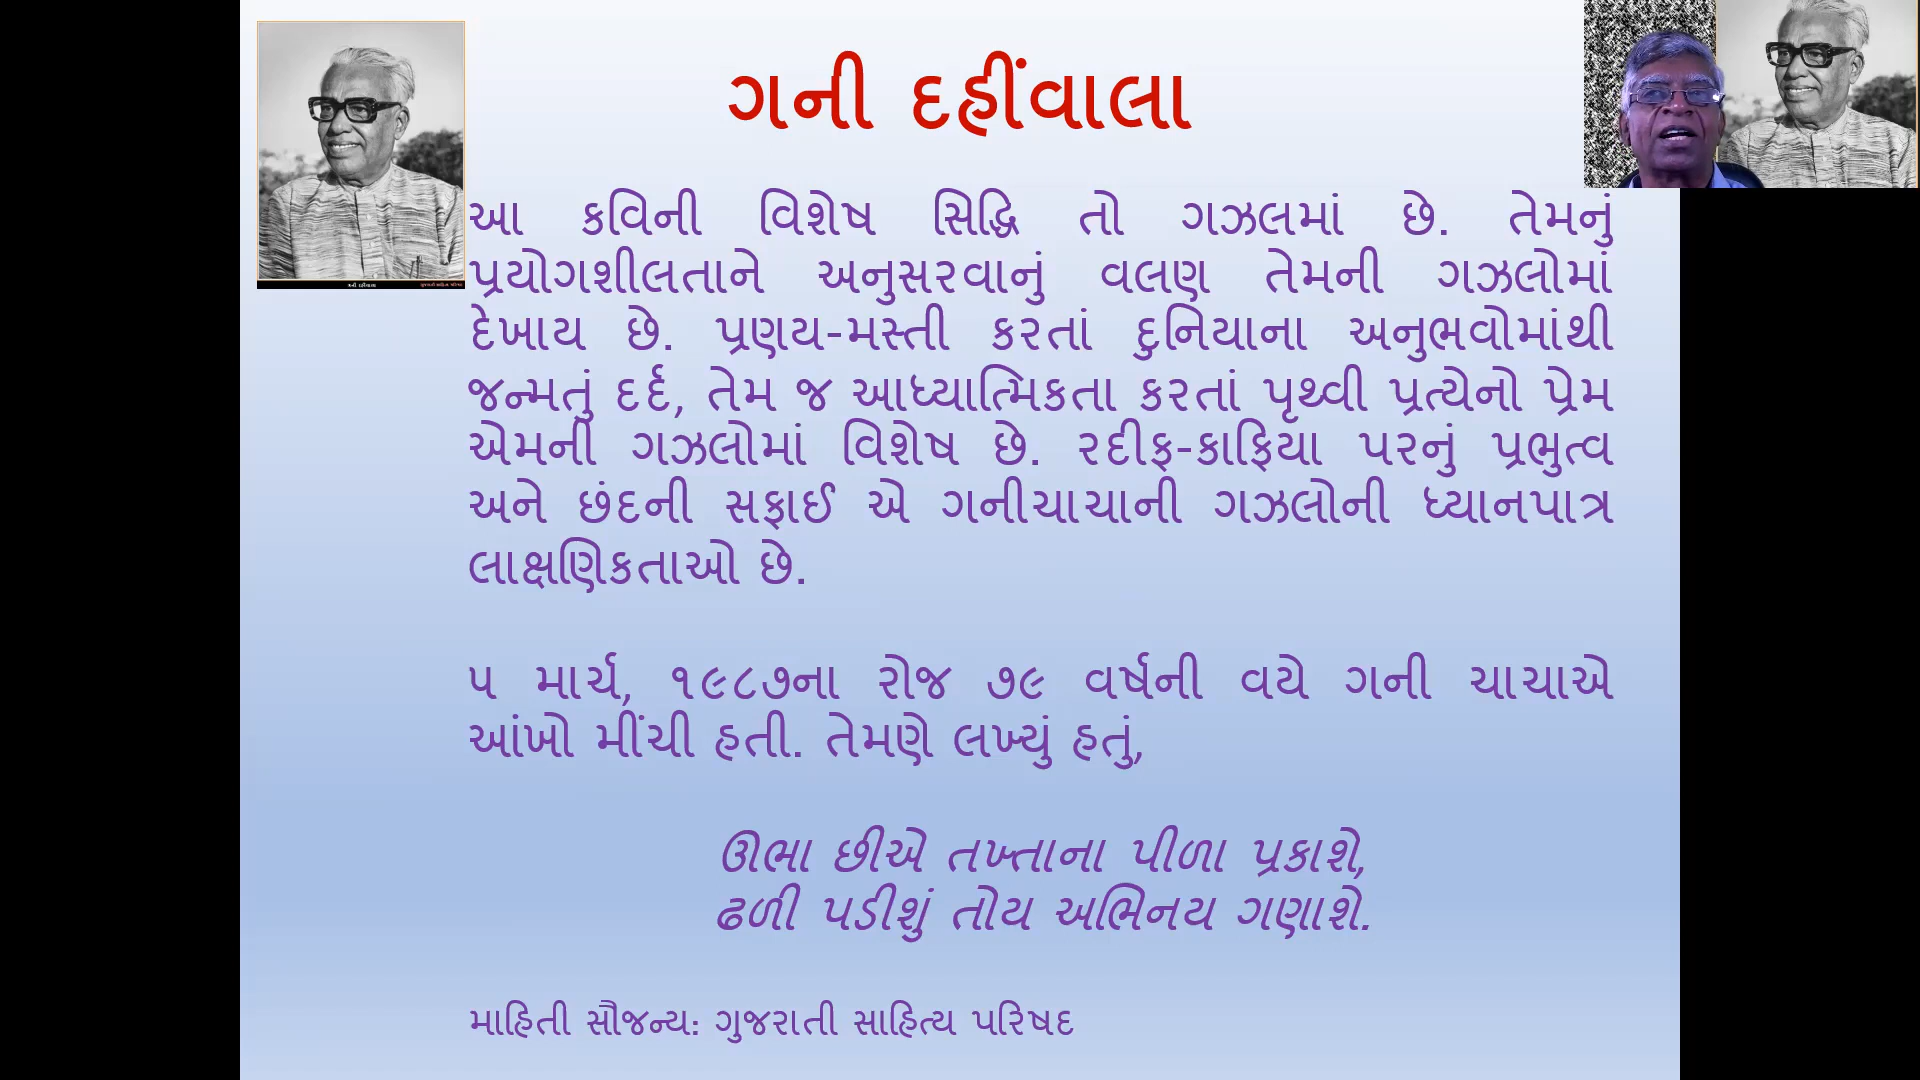 ગની દહીંવાલા
આ કવિની વિશેષ સિદ્ધિ તો ગઝલમાં છે. તેમનું
પ્રયોગશીલતાને અનુસરવાનું વલણ તેમની ગઝલોમાં
દેખાય છે. પ્રણય-મસ્તી કરતાં દુનિયાના અનુભવોમાંથી
જન્મતું દર્દ, તેમ જ આધ્યાત્મિકતા કરતાં પૃથ્વી પ્રત્યેનો પ્રેમ
એમની ગઝલોમાં વિશેષ છે. રદીફ-કાફિયા પરનું પ્રભુત્વ
અને છંદની સફાઈ એ ગનીચાચાની ગઝલોની ધ્યાનપાત્ર
લાક્ષણિકતાઓ છે.
૫ માર્ચ, ૧૯૮૭ના રોજ ૭૯ વર્ષની વયે ગની ચાચાએ
આંખો મીંચી હતી. તેમણે લખ્યું હતું,
ઊભા છીએ તખ્તાના પીળા પ્રકાશે,
ઢળી પડીશું તોય અભિનય ગણાશે.
માહિતી સૌજન્ય: ગુજરાતી સાહિત્ય પરિષદ